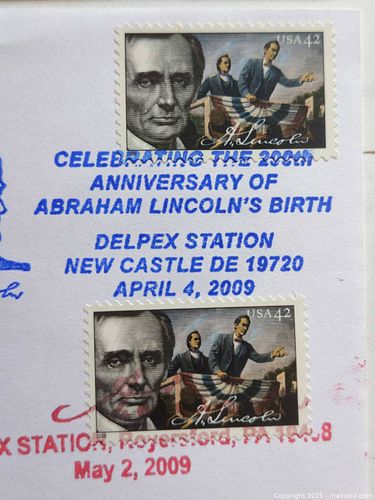 USA42
A. Lincoln
CELEBRATING THE 200th
ANNIVERSARY OF
ABRAHAM LINCOLN'S BIRTH
DELPEX STATION
NEW CASTLE DE 19720
APRIL 4, 2009
USA42
A. Lincoln
X STATION, Royersford, PA 19468
May 2, 2009
Copyright 2025 - maxsold.com